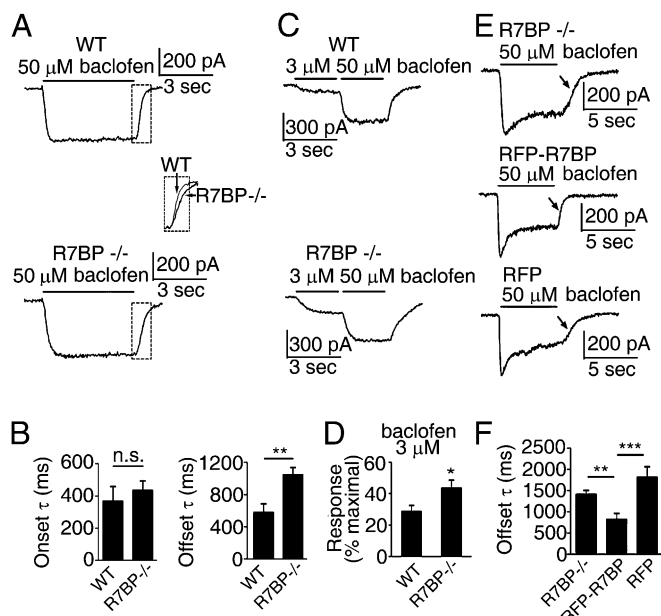 A
WT
50 μM baclofen
200 pA
3 sec
WT
R7BP-/-
R7BP -/-
50 μM baclofen
200 pA
3 sec
C
WT
3 μM 50 μM baclofen
300 pA
3 sec
R7BP -/-
3 μM 50 μM baclofen
300 pA
3 sec
E
R7BP -/-
50 μM baclofen
200 pA
5 sec
RFP-R7BP
50 μM baclofen
200 pA
5 sec
RFP
50 μM baclofen
200 pA
5 sec
B
Onset τ (ms)
600
400
200
0
n.s.
WT
R7BP-/-
Offset τ (ms)
1200
800
400
0
**
WT
R7BP-/-
D
baclofen
3 μM
Response
(% maximal)
60
40
20
0
*
WT
R7BP-/-
F
Offset τ (ms)
2500
2000
1500
1000
500
0
**
***
R7BP-/-
RFP-R7BP
RFP